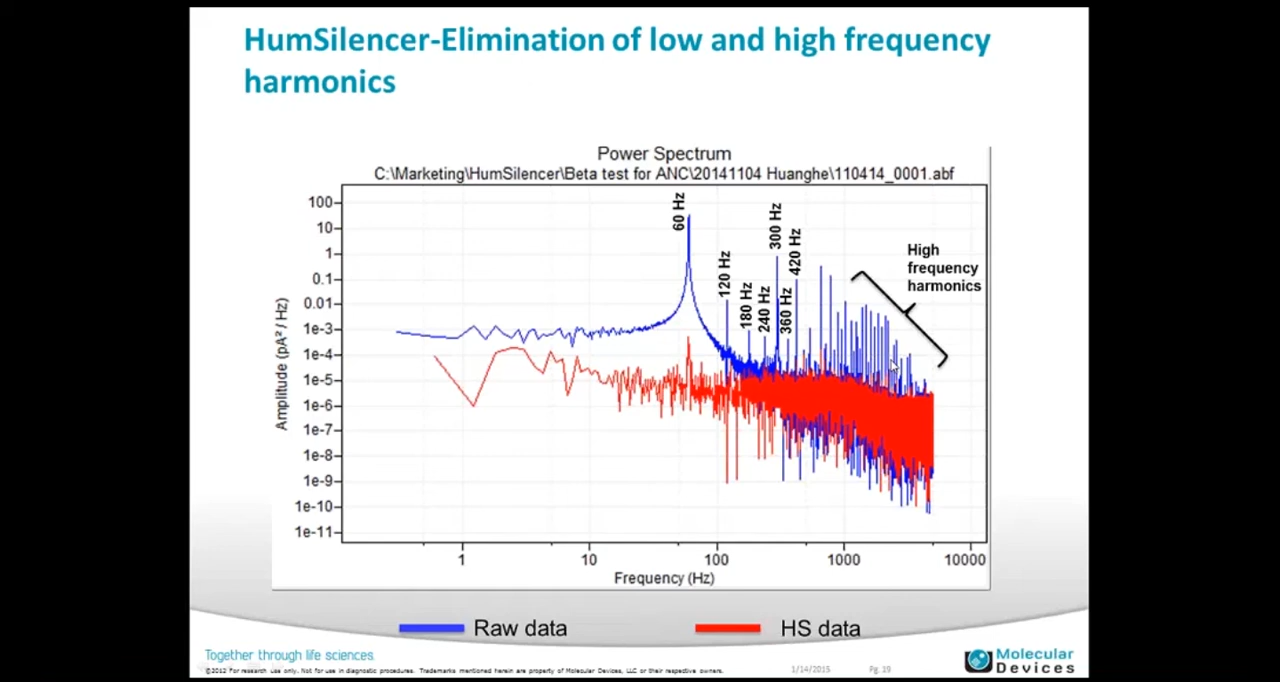 HumSilencer-Elimination of low and high frequency
harmonics
Power Spectrum
C:\Marketing\HumSilencer\Beta test for ANC\20141104 Huanghe\110414_0001.abf
60 Hz
120 Hz
180 Hz
240 Hz
300 Hz
360 Hz
420 Hz
High
frequency
harmonics
Amplitude (pA²/ Hz)
100
10
1
0.1
0.01
1e-3
1e-4
1e-5
1e-6
1e-7
1e-8
1e-9
1e-10
1e-11
1
10
100
1000
10000
Frequency (Hz)
Raw data
HS data
Together through life sciences.
©2012 For research use only. Not for use in diagnostic procedures. Trademarks mentioned herein are property of Molecular Devices, LLC or their respective owners.
1/14/2015
Pg. 19
Molecular
Devices